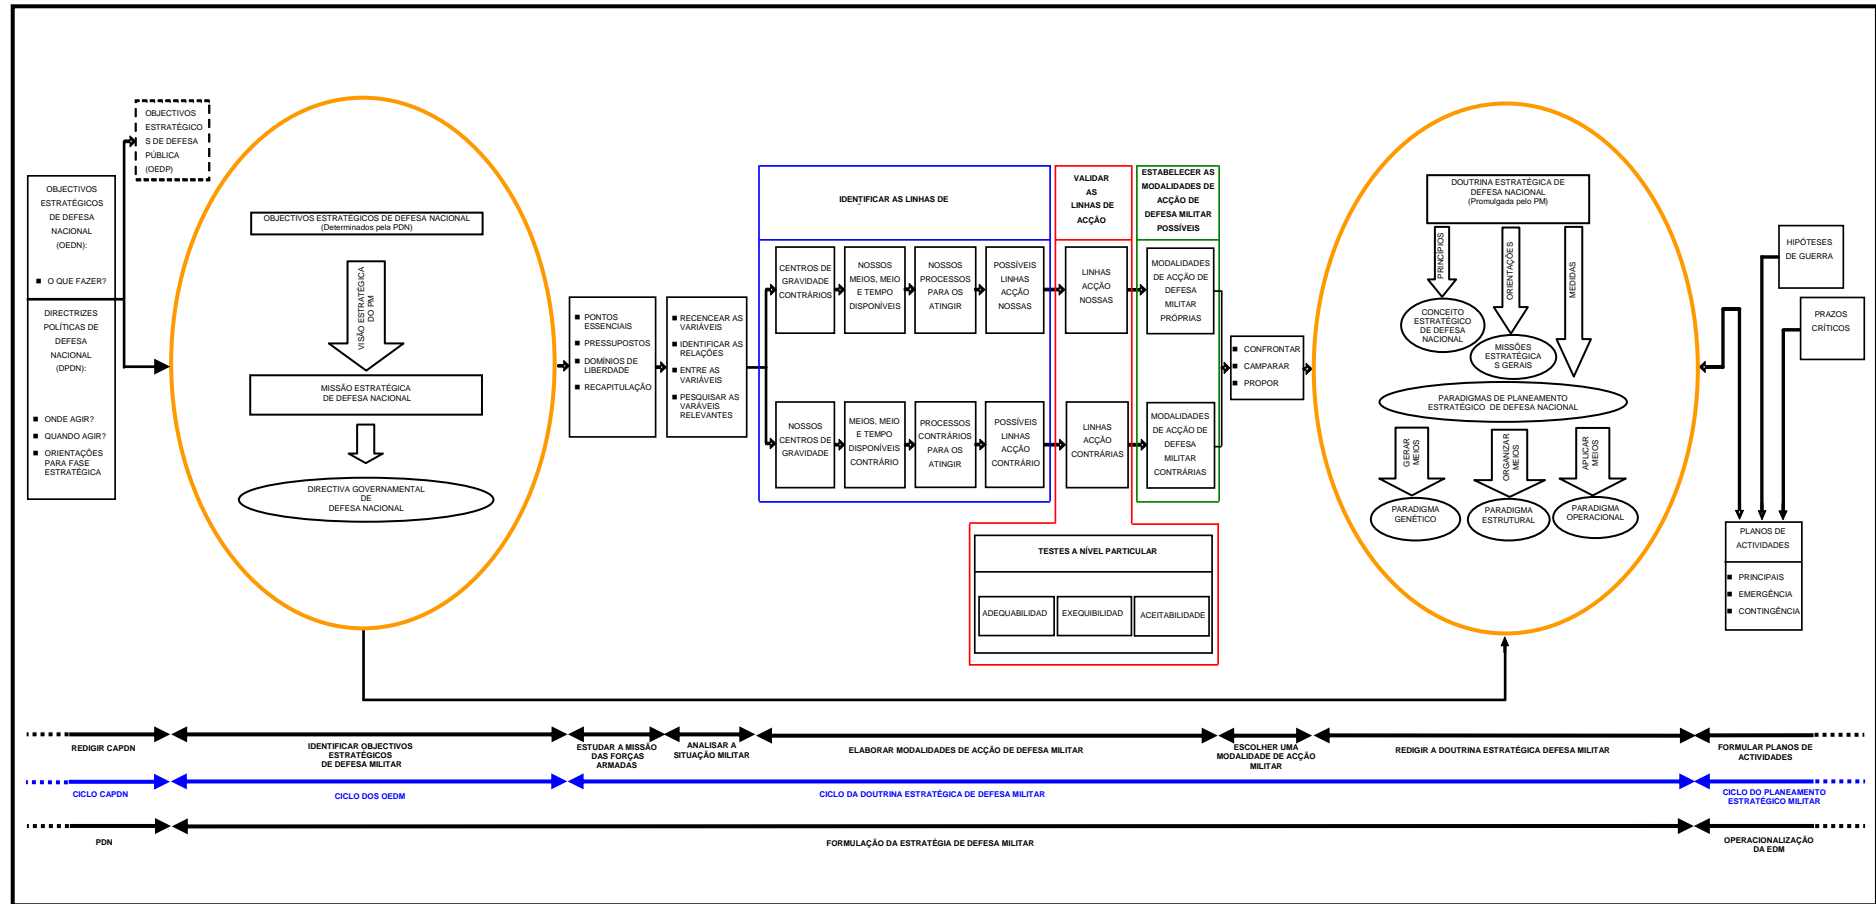 OBJECTIVOS
ESTRATÉGICO
S DE DEFESA
PÚBLICA
(OEDP)
OBJECTIVOS
ESTRATÉGICOS
DE DEFESA
NACIONAL
(OEDN):
O QUE FAZER?
DIRECTRIZES
POLÍTICAS DE
DEFESA
NACIONAL
(DPDN):
ONDE AGIR?
QUANDO AGIR?
ORIENTAÇÕES
PARA FASE
ESTRATÉGICA
OBJECTIVOS ESTRATÉGICOS DE DEFESA NACIONAL
(Determinados pela PDN)
VISÃO ESTRATÉGICA
DO PM
MISSÃO ESTRATÉGICA
DE DEFESA NACIONAL
DIRECTIVA GOVERNAMENTAL
DE
DEFESA NACIONAL
PONTOS
ESSENCIAIS
PRESSUPOSTOS
DOMÍNIOS DE
LIBERDADE
RECAPITULAÇÃO
RECENCEAR AS
VARIÁVEIS
IDENTIFICAR AS
RELAÇÕES
ENTRE AS
VARIÁVEIS
PESQUISAR AS
VARÁVEIS
RELEVANTES
IDENTIFICAR AS LINHAS DE
CENTROS DE
GRAVIDADE
CONTRÁRIOS
NOSSOS
MEIOS, MEIO
E TEMPO
DISPONÍVEIS
NOSSOS
PROCESSOS
PARA OS
ATINGIR
POSSÍVEIS
LINHAS
ACÇÃO
NOSSAS
NOSSOS
CENTROS DE
GRAVIDADE
MEIOS, MEIO
E TEMPO
DISPONÍVEIS
CONTRÁRIO
PROCESSOS
CONTRÁRIOS
PARA OS
ATINGIR
POSSÍVEIS
LINHAS
ACÇÃO
CONTRÁRIO
VALIDAR
AS
LINHAS DE
ACÇÃO
LINHAS
ACÇÃO
NOSSAS
LINHAS
ACÇÃO
CONTRÁRIAS
ESTABELECER AS
MODALIDADES DE
ACÇÃO DE
DEFESA MILITAR
POSSÍVEIS
MODALIDADES
DE ACÇÃO DE
DEFESA
MILITAR
PRÓPRIAS
MODALIDADES
DE ACÇÃO DE
DEFESA
MILITAR
CONTRÁRIAS
TESTES A NÍVEL PARTICULAR
ADEQUABILIDAD
EXEQUIBILIDAD
ACEITABILIDADE
CONFRONTAR
CAMPARAR
PROPOR
DOUTRINA ESTRATÉGICA DE
DEFESA NACIONAL
(Promulgada pelo PM)
PRINCÍPIOS
ORIENTAÇÕES
MEDIDAS
CONCEITO
ESTRATÉGICO
DE DEFESA
NACIONAL
MISSÕES
ESTRATÉGICA
S GERAIS
PARADIGMAS DE PLANEAMENTO
ESTRATÉGICO DE DEFESA NACIONAL
GERAR
MEIOS
ORGANIZAR
MEIOS
APLICAR
MEIOS
PARADIGMA
GENÉTICO
PARADIGMA
ESTRUTURAL
PARADIGMA
OPERACIONAL
HIPÓTESES
DE GUERRA
PRAZOS
CRÍTICOS
PLANOS DE
ACTIVIDADES
PRINCIPAIS
EMERGÊNCIA
CONTINGÊNCIA
REDIGIR CAPDN
IDENTIFICAR OBJECTIVOS
ESTRATÉGICOS
DE DEFESA MILITAR
ESTUDAR A MISSÃO
DAS FORÇAS
ARMADAS
ANALISAR A
SITUAÇÃO MILITAR
ELABORAR MODALIDADES DE ACÇÃO DE DEFESA MILITAR
ESCOLHER UMA
MODALIDADE DE ACÇÃO
MILITAR
REDIGIR A DOUTRINA ESTRATÉGICA DEFESA MILITAR
FORMULAR PLANOS DE
ACTIVIDADES
CICLO CAPDN
CICLO DOS OEDM
CICLO DA DOUTRINA ESTRATÉGICA DE DEFESA MILITAR
CICLO DO PLANEAMENTO
ESTRATÉGICO MILITAR
PDN
FORMULAÇÃO DA ESTRATÉGIA DE DEFESA MILITAR
OPERACIONALIZAÇÃO
DA EDM